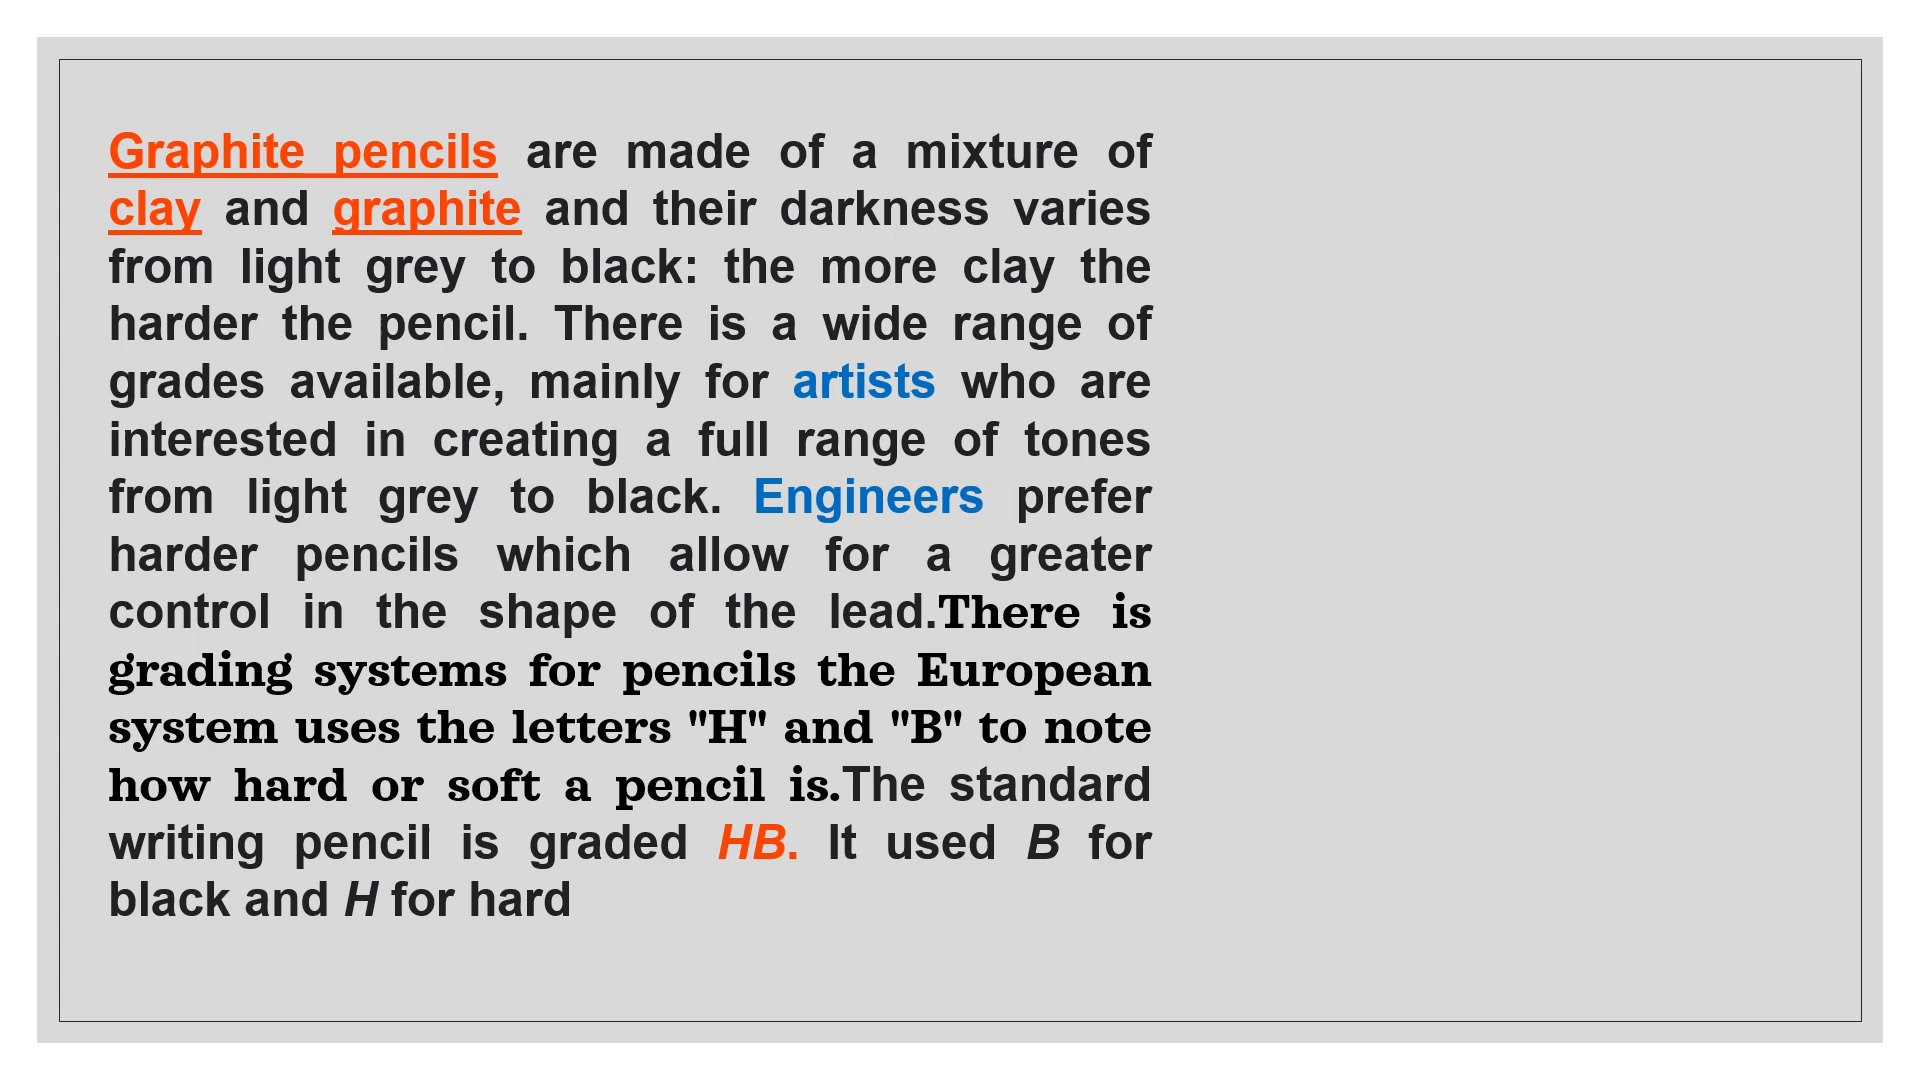 Graphite pencils are made of a mixture of
clay and graphite and their darkness varies
from light grey to black: the more clay the
harder the pencil. There is a wide range of
grades available, mainly for artists who are
interested in creating a full range of tones
from light grey to black. Engineers prefer
harder pencils which allow for a greater
control in the shape of the lead.There is
grading systems for pencils the European
system uses the letters "H" and "B" to note
how hard or soft a pencil is.The standard
writing pencil is graded HB. It used B for
black and H for hard